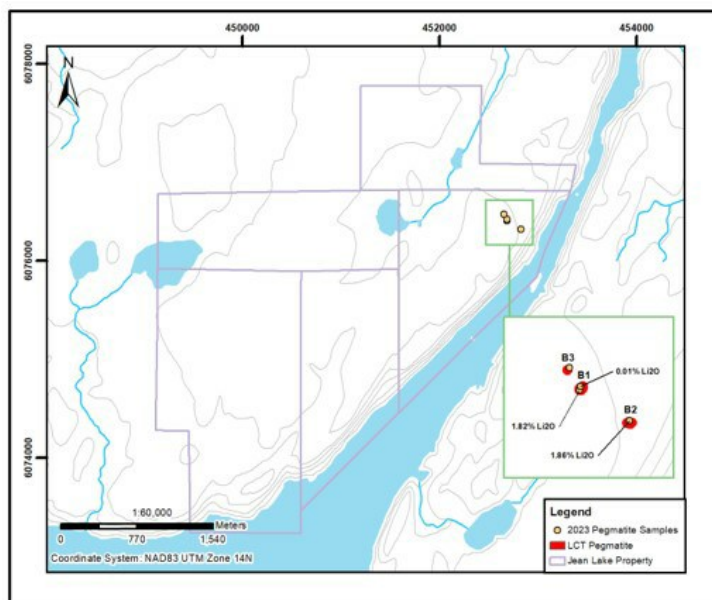 450000 452000 454000
6078000
N
6076000
B3
B1 0.01% Li2O
B2
1.82% Li2O
1.86% Li2O
6074000
1:60,000
Meters
0 770 1,540
Coordinate System: NAD83 UTM Zone 14N
Legend
2023 Pegmatite Samples
LCT Pegmatite
Jean Lake Property